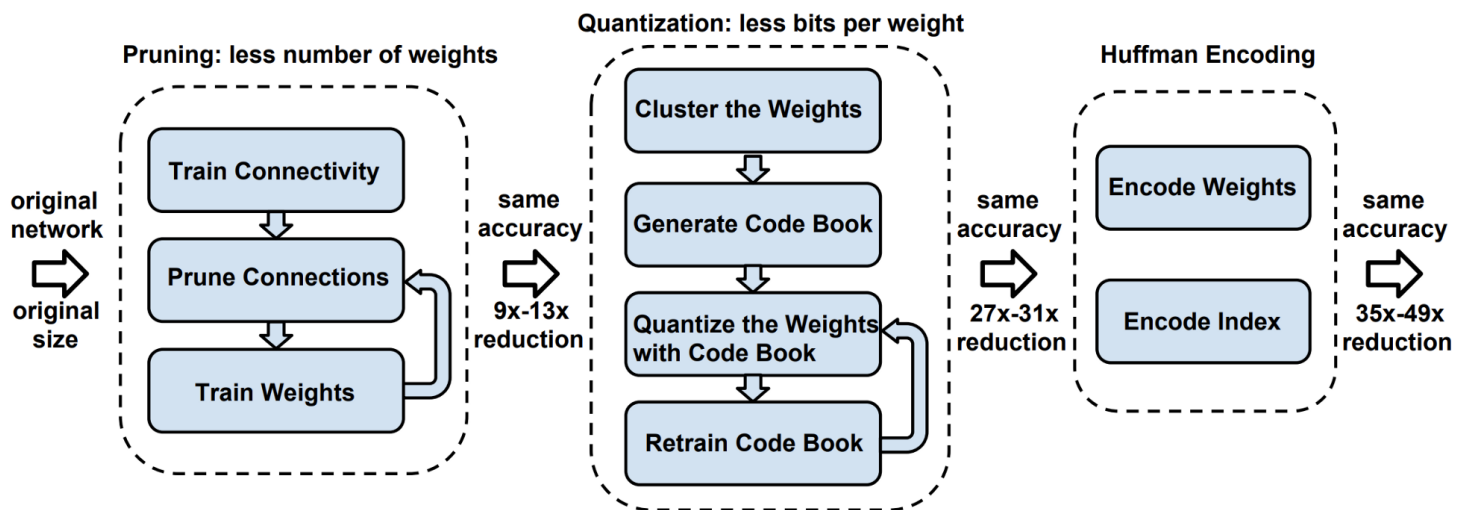 original
network
original
size
Pruning: less number of weights
Train Connectivity
Prune Connections
Train Weights
same
accuracy
9x-13x
reduction
Quantization: less bits per weight
Cluster the Weights
Generate Code Book
Quantize the Weights
with Code Book
Retrain Code Book
same
accuracy
27x-31x
reduction
Huffman Encoding
Encode Weights
Encode Index
same
accuracy
35x-49x
reduction